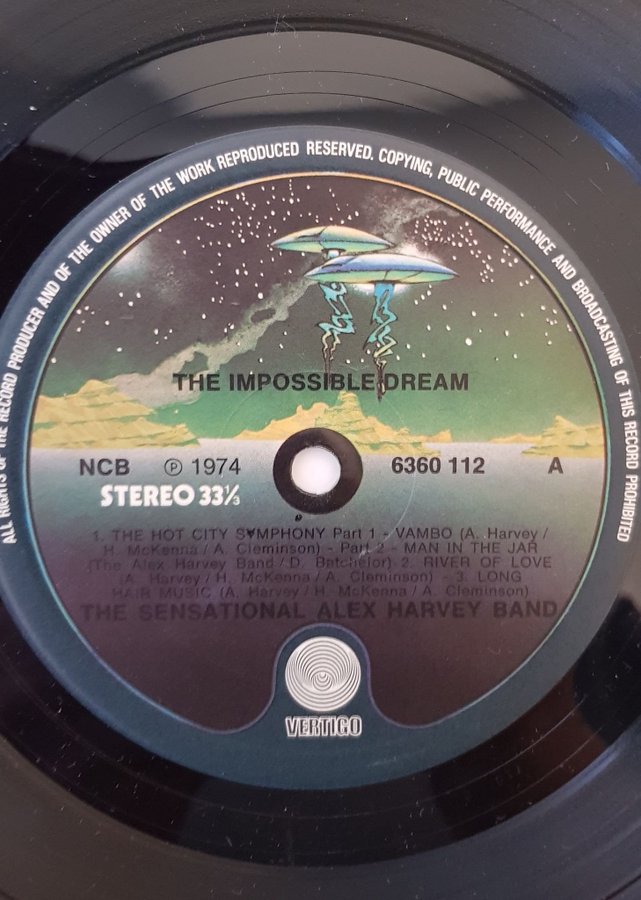 ALL RIGHTS OF THE RECORD PRODUCER AND OF THE OWNER OF THE WORK REPRODUCED RESERVED. COPYING, PUBLIC PERFORMANCE AND BROADCASTING OF THIS RECORD PROHIBITED
THE IMPOSSIBLE DREAM
NCB ℗ 1974 6360 112 A
STEREO 33⅓
1. THE HOT CITY SYMPHONY Part 1 - VAMBO (A. Harvey /
H. McKenna / A. Cleminson) - Part 2 - MAN IN THE JAR
(The Alex Harvey Band / D. Batchelor) 2. RIVER OF LOVE
(A. Harvey / H. McKenna / A. Cleminson) - 3. LONG
HAIR MUSIC (A. Harvey / H. McKenna / A. Cleminson)
THE SENSATIONAL ALEX HARVEY BAND
VERTIGO